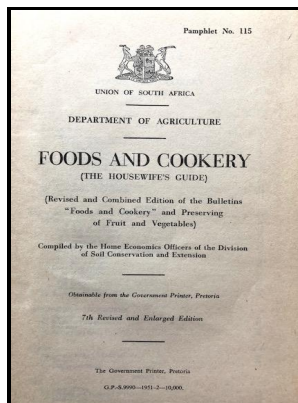 Pamphlet No. 115
UNION OF SOUTH AFRICA
DEPARTMENT OF AGRICULTURE
FOODS AND COOKERY
(THE HOUSEWIFE'S GUIDE)
(Revised and Combined Edition of the Bulletins
"Foods and Cookery" and Preserving
of Fruit and Vegetables)
Compiled by the Home Economics Officers of the Division
of Soil Conservation and Extension
Obtainable from the Government Printer, Pretoria
7th Revised and Enlarged Edition
The Government Printer, Pretoria
G.P.-S.9990—1951-2—10,000.